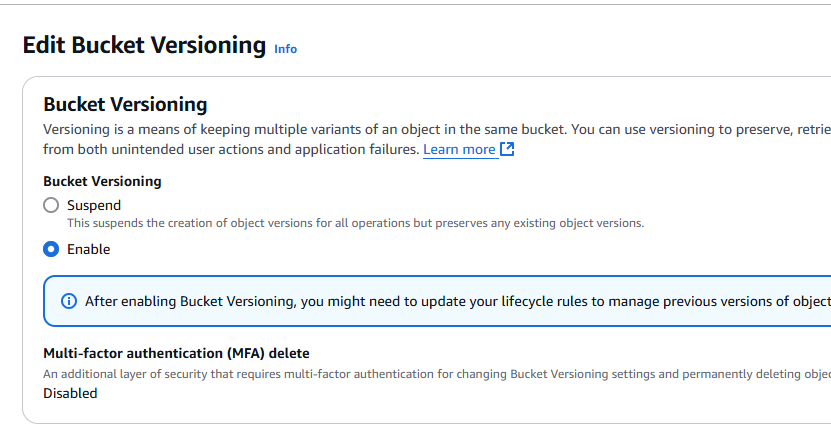 Edit Bucket Versioning Info
Bucket Versioning
Versioning is a means of keeping multiple variants of an object in the same bucket. You can use versioning to preserve, retrie
from both unintended user actions and application failures. Learn more
Bucket Versioning
Suspend
This suspends the creation of object versions for all operations but preserves any existing object versions.
Enable
After enabling Bucket Versioning, you might need to update your lifecycle rules to manage previous versions of object
Multi-factor authentication (MFA) delete
An additional layer of security that requires multi-factor authentication for changing Bucket Versioning settings and permanently deleting objec
Disabled